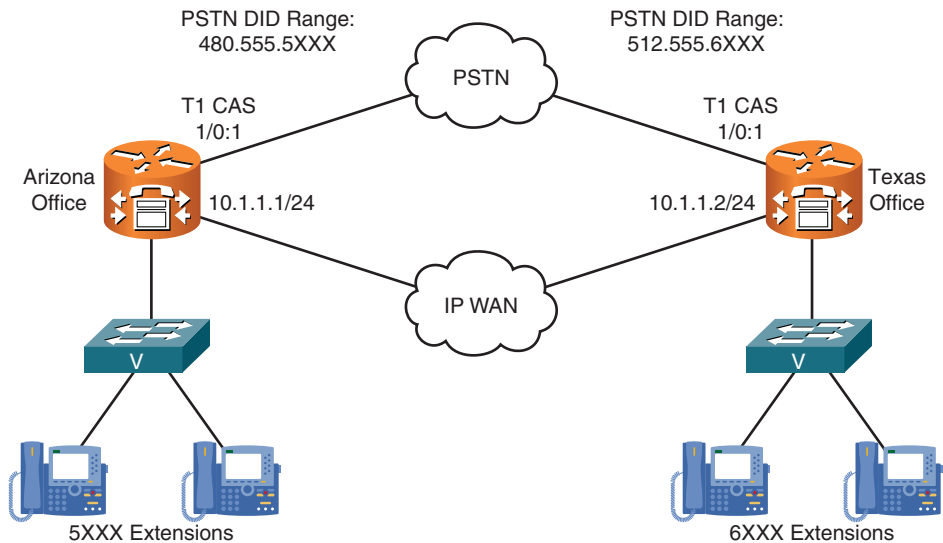 PSTN DID Range:
480.555.5XXX
PSTN DID Range:
512.555.6XXX
PSTN
T1 CAS
1/0:1
T1 CAS
1/0:1
Arizona
Office
10.1.1.1/24
10.1.1.2/24
Texas
Office
IP WAN
V
V
5XXX Extensions
6XXX Extensions